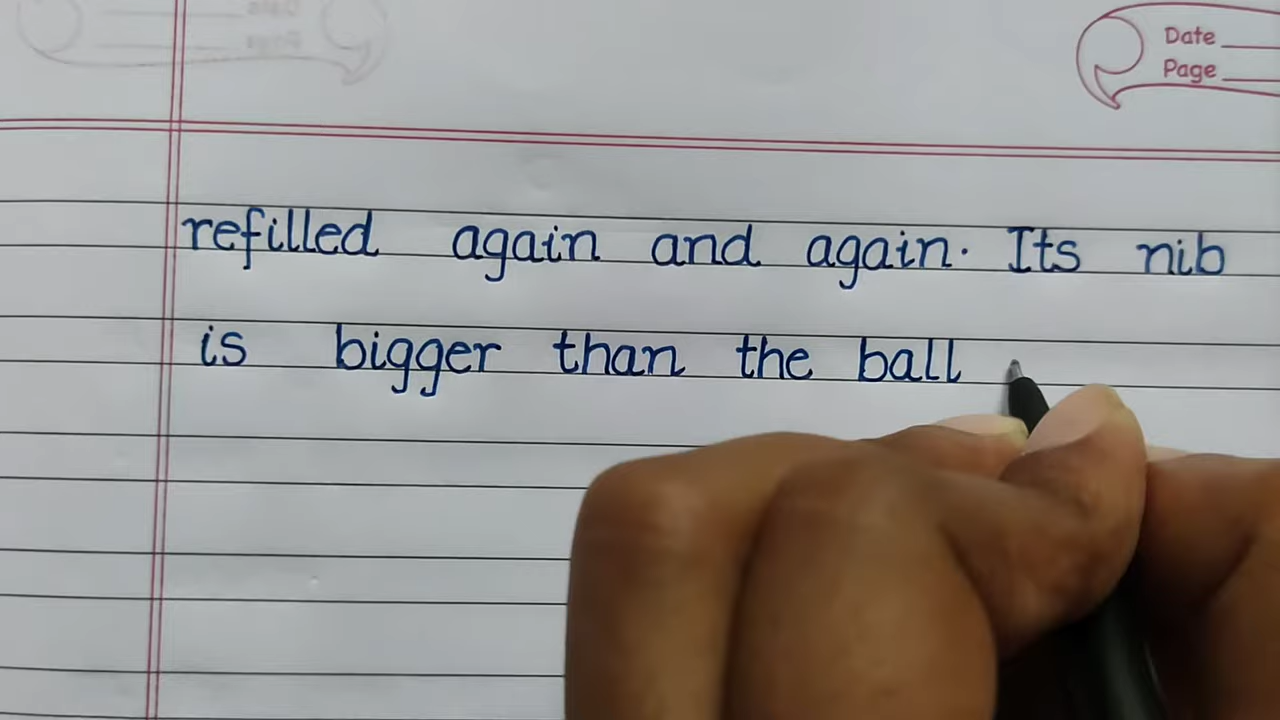 Date
Page
refilled again and again. Its nib
is bigger than the ball